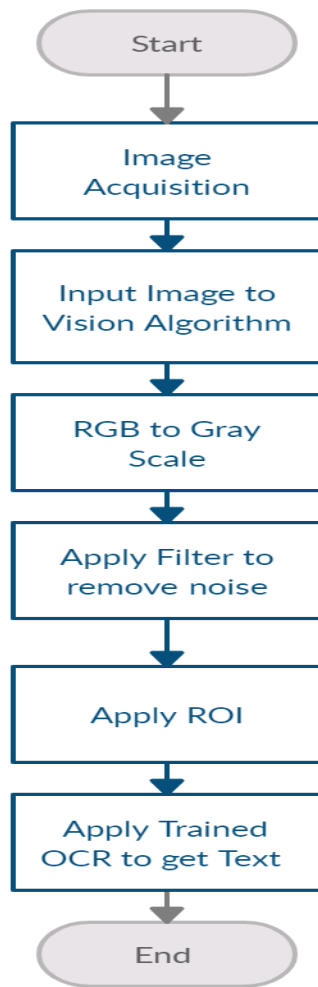 Start
Image
Acquisition
Input Image to
Vision Algorithm
RGB to Gray
Scale
Apply Filter to
remove noise
Apply ROI
Apply Trained
OCR to get Text
End